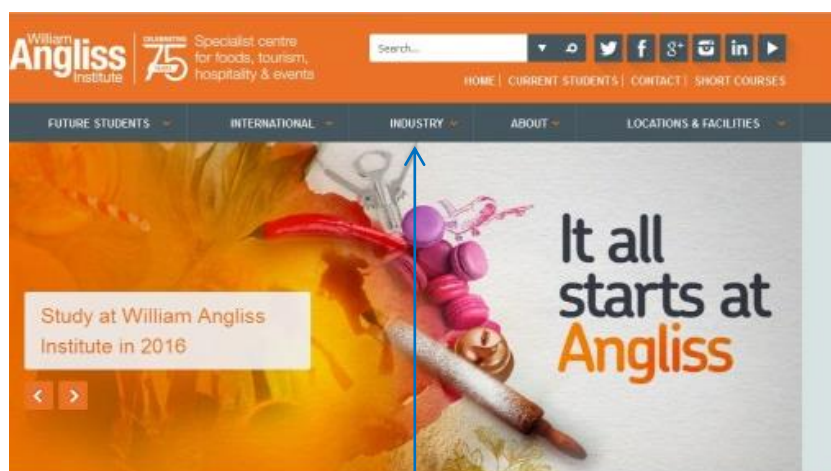 William
Angliss
Institute
CELEBRATING
75
YEARS
Specialist centre
for foods, tourism,
hospitality & events
Search...
HOME | CURRENT STUDENTS | CONTACT | SHORT COURSES
FUTURE STUDENTS INTERNATIONAL INDUSTRY ABOUT LOCATIONS & FACILITIES
It all
starts at
Angliss
Study at William Angliss
Institute in 2016